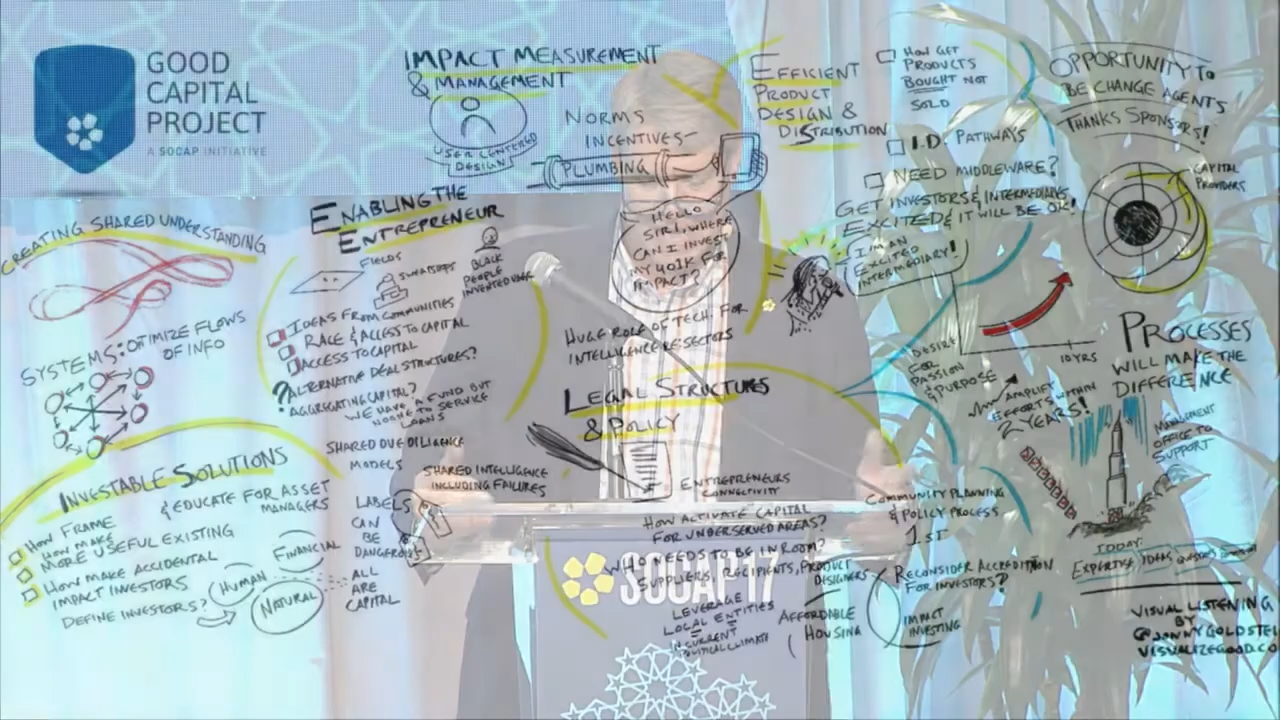 GOOD
CAPITAL
PROJECT
A SOCAP INITIATIVE
IMPACT MEASUREMENT
& MANAGEMENT
USER CENTERED
DESIGN
NORMS
INCENTIVES
PLUMBING
HELLO
SIRI, WHERE
CAN I INVEST
MY 401K FOR
IMPACT?
HUGE ROLE OF TECH. FOR
INTELLIGENCE RE: SECTORS
EFFICIENT
PRODUCT
DESIGN &
DISTRIBUTION
HOW GET
PRODUCTS
BOUGHT NOT
SOLD
I.D. PATHWAYS
NEED MIDDLEWARE?
GET INVESTORS & INTERMEDIARIES
EXCITED & IT WILL BE OK!
I'M AN
EXCITED
INTERMEDIARY!
OPPORTUNITY TO
BE CHANGE AGENTS
THANKS SPONSORS!
CAPITAL
PROVIDERS
CREATING SHARED UNDERSTANDING
SYSTEMS: OPTIMIZE FLOWS
OF INFO
ENABLING THE
ENTREPRENEUR
FIELDS
SWEATSHOPS
BLACK
PEOPLE
INVENTED
IDEAS FROM COMMUNITIES
RACE & ACCESS TO CAPITAL
ACCESS TO CAPITAL
? ALTERNATIVE DEAL STRUCTURES?
AGGREGATING CAPITAL?
WE HAVE A FUND BUT
NO $ TO SERVICE
LOANS
SHARED DUE DILIGENCE
MODELS
SHARED INTELLIGENCE
INCLUDING FAILURES
DESIRE
FOR
PASSION
& PURPOSE
10YRS
AMPLIFY
EFFORTS WITHIN
2 YEARS!
PROCESSES
WILL MAKE THE
DIFFERENCE
MANAGEMENT
OFFICE TO
SUPPORT
LEGAL STRUCTURES
& POLICY
ENTREPRENEURS
CONNECTIVITY
HOW ACTIVATE CAPITAL
FOR UNDERSERVED AREAS?
WHO NEEDS TO BE IN ROOM?
SUPPLIERS, RECIPIENTS, PRODUCT
DESIGNERS
SOCAP17
LEVERAGE
LOCAL ENTITIES
IN CURRENT
POLITICAL CLIMATE
AFFORDABLE
HOUSING
COMMUNITY PLANNING
& POLICY PROCESS
1ST
RECONSIDER ACCREDITATION
FOR INVESTORS?
IMPACT
INVESTING
INVESTABLE SOLUTIONS
& EDUCATE FOR ASSET
MANAGERS
HOW FRAME
HOW MAKE
MORE USEFUL EXISTING
HOW MAKE ACCIDENTAL
IMPACT INVESTORS
DEFINE INVESTORS?
FINANCIAL
HUMAN
NATURAL
LABELS
CAN
BE
DANGEROUS
ALL
ARE
CAPITAL
TODAY:
EXPERTISE, IDEAS, QUESTIONS
VISUAL LISTENING
BY
VISUALIZEGOOD.CO